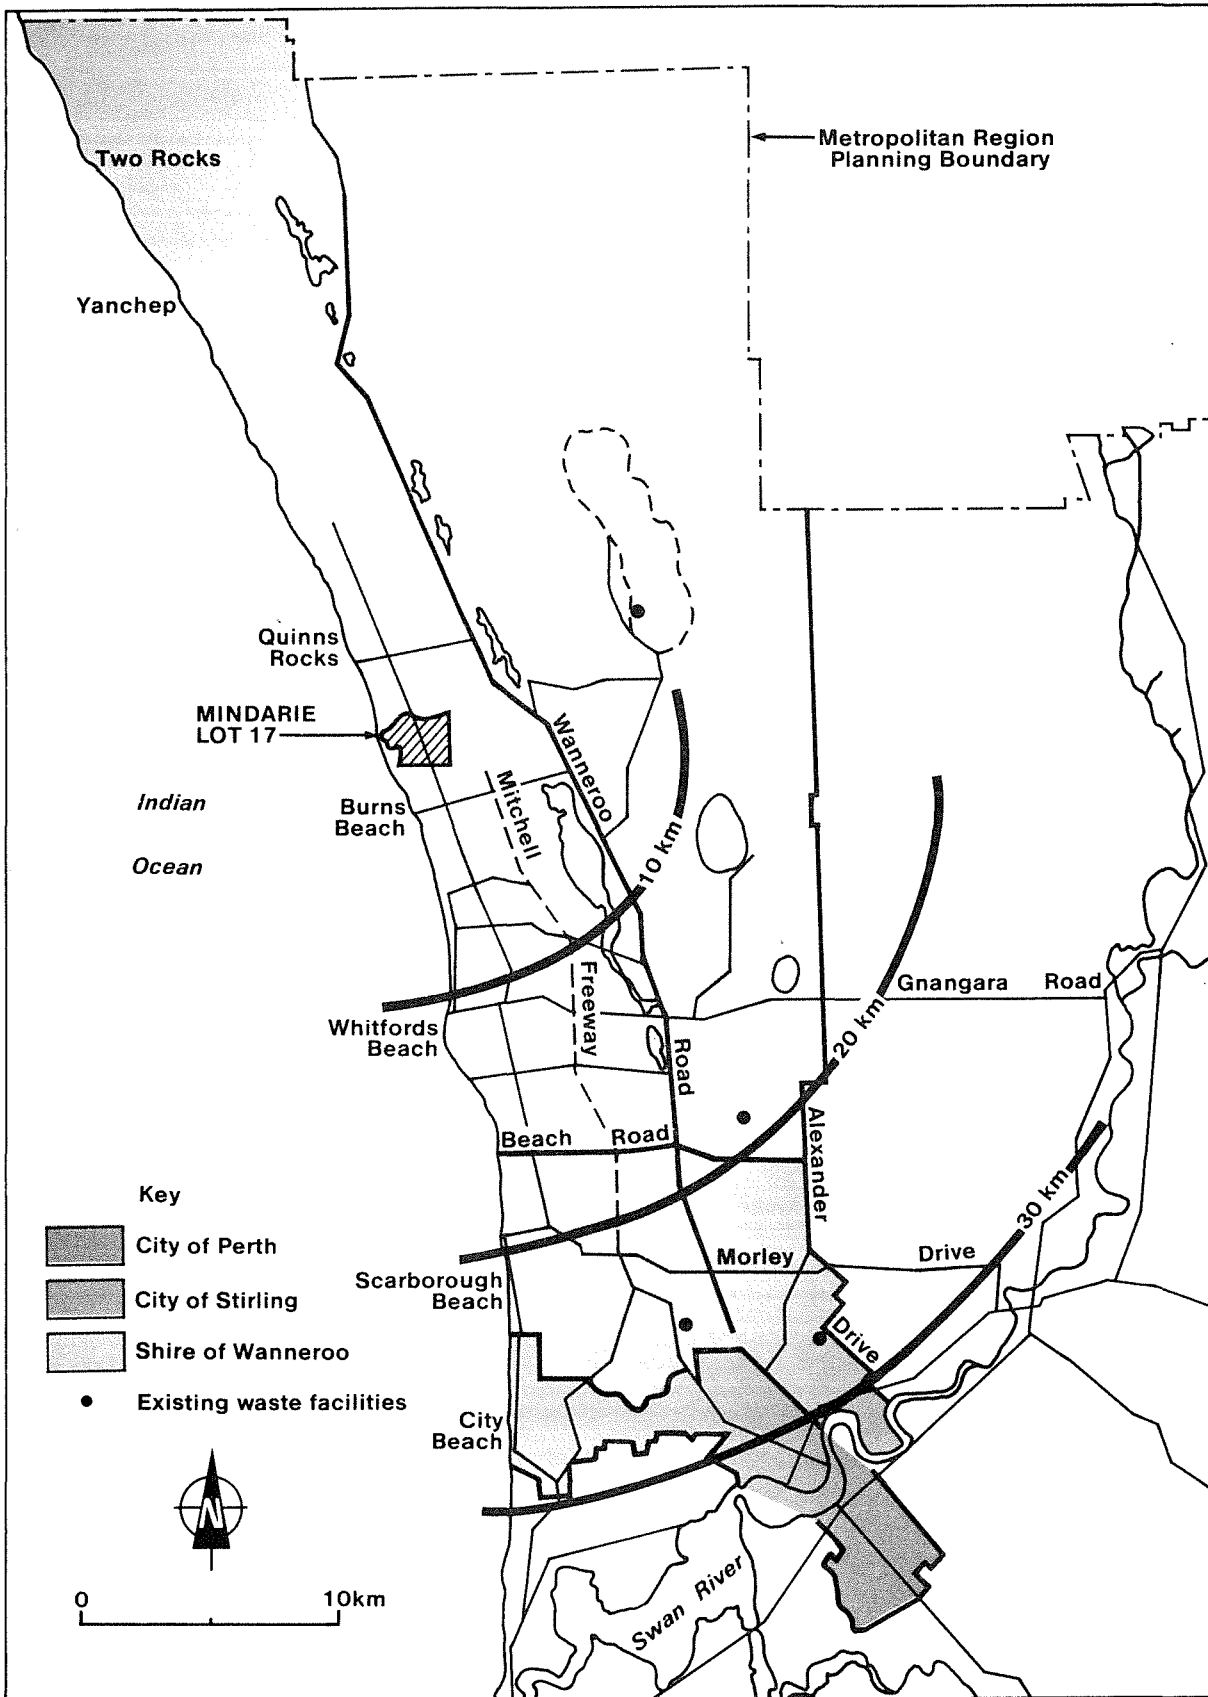 Two Rocks
Metropolitan Region
Planning Boundary
Yanchep
Quinns
Rocks
MINDARIE
LOT 17
Wanneroo
Mitchell
Indian
Burns
Beach
Ocean
10 km
Freeway
Gnangara Road
Whitfords
Beach
20 km
Road
Beach Road
Alexander
Key
30 km
City of Perth
Morley Drive
City of Stirling
Scarborough
Beach
Drive
Shire of Wanneroo
Existing waste facilities
City
Beach
N
Swan River
0 10km